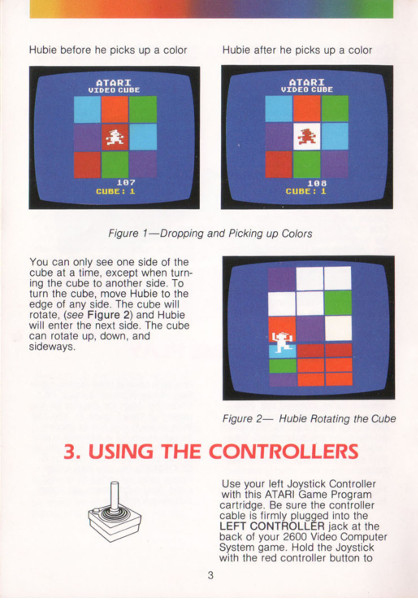 Hubie before he picks up a color
Hubie after he picks up a color
ATARI
VIDEO CUBE
107
CUBE: 1
ATARI
VIDEO CUBE
108
CUBE: 1
Figure 1—Dropping and Picking up Colors
You can only see one side of the
cube at a time, except when turn-
ing the cube to another side. To
turn the cube, move Hubie to the
edge of any side. The cube will
rotate, (see Figure 2) and Hubie
will enter the next side. The cube
can rotate up, down, and
sideways.
Figure 2— Hubie Rotating the Cube
3. USING THE CONTROLLERS
Use your left Joystick Controller
with this ATARI Game Program
cartridge. Be sure the controller
cable is firmly plugged into the
LEFT CONTROLLER jack at the
back of your 2600 Video Computer
System game. Hold the Joystick
with the red controller button to
3